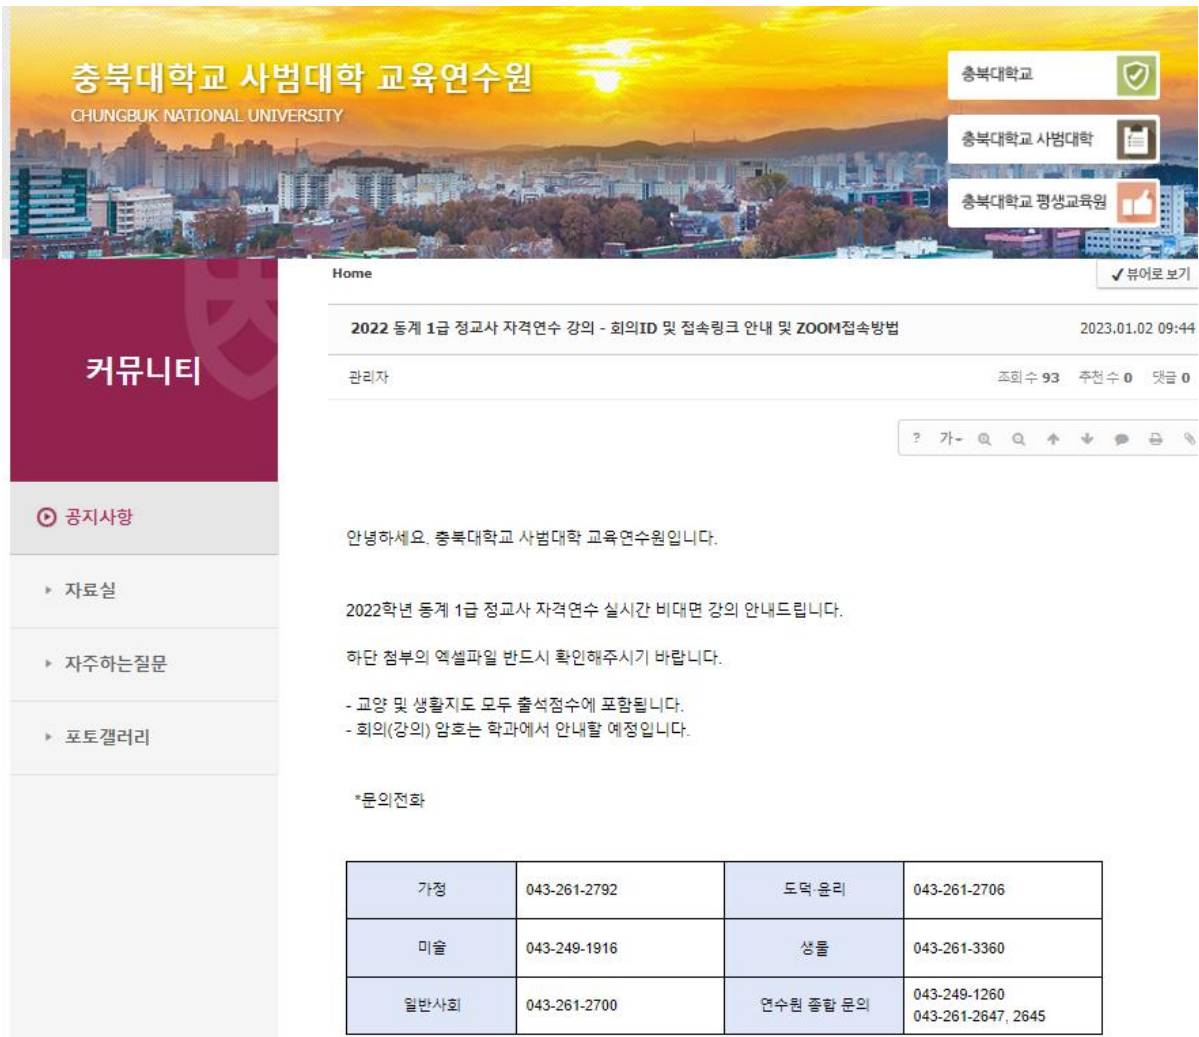 충북대학교 사범대학 교육연수원
CHUNGBUK NATIONAL UNIVERSITY
충북대학교
충북대학교 사범대학
충북대학교 평생교육원
커뮤니티
공지사항
자료실
자주하는질문
포토갤러리
Home
✓ 뷰어로 보기
2022 동계 1급 정교사 자격연수 강의 - 회의ID 및 접속링크 안내 및 ZOOM접속방법 2023.01.02 09:44
관리자 조회 수 93 추천 수 0 댓글 0
? 가
안녕하세요. 충북대학교 사범대학 교육연수원입니다.
2022학년 동계 1급 정교사 자격연수 실시간 비대면 강의 안내드립니다.
하단 첨부의 엑셀파일 반드시 확인해주시기 바랍니다.
- 교양 및 생활지도 모두 출석점수에 포함됩니다.
- 회의(강의) 암호는 학과에서 안내할 예정입니다.
*문의전화
가정 043-261-2792 도덕·윤리 043-261-2706
미술 043-249-1916 생물 043-261-3360
일반사회 043-261-2700 연수원 종합 문의 043-249-1260
043-261-2647, 2645